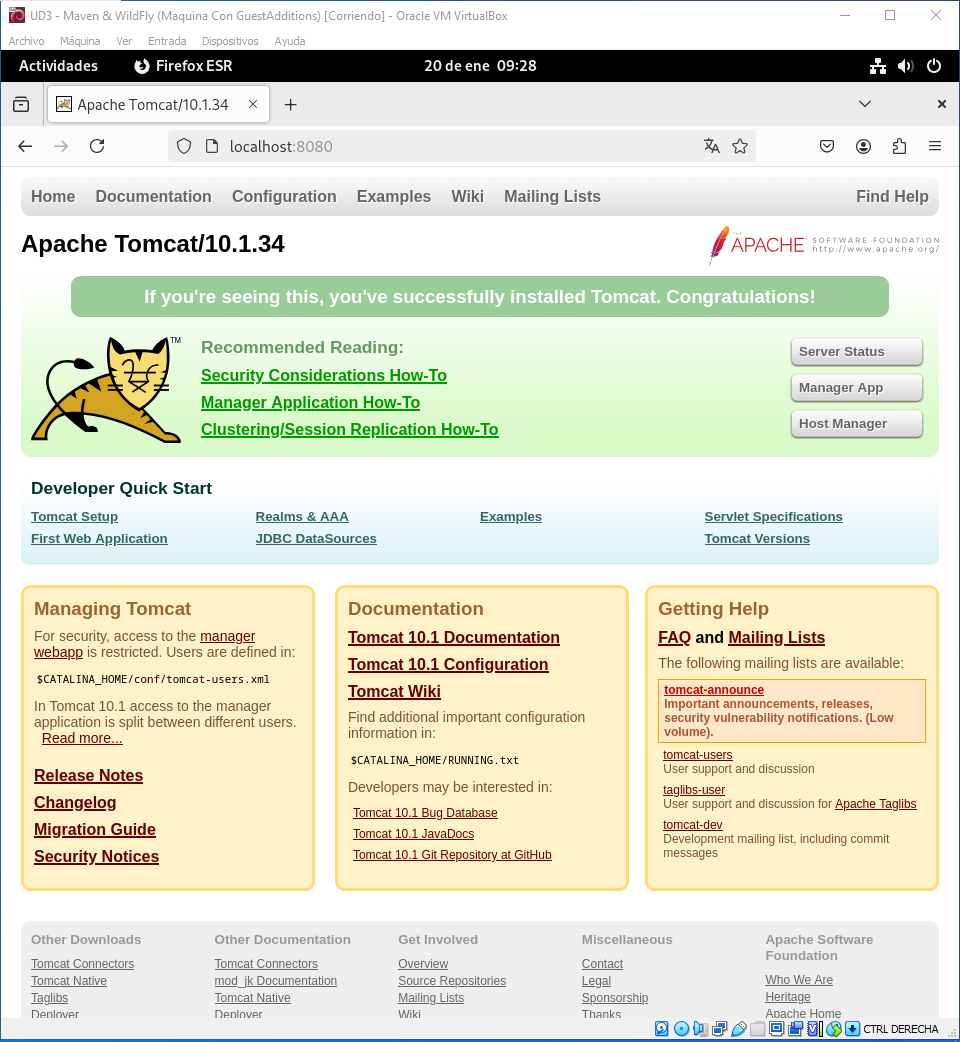 UD3 - Maven & WildFly (Maquina Con GuestAdditions) [Corriendo] - Oracle VM VirtualBox
Archivo Máquina Ver Entrada Dispositivos Ayuda
Actividades Firefox ESR 20 de ene 09:28
Apache Tomcat/10.1.34
localhost:8080
Home Documentation Configuration Examples Wiki Mailing Lists Find Help
Apache Tomcat/10.1.34
THE
APACHE SOFTWARE FOUNDATION
http://www.apache.org/
If you're seeing this, you've successfully installed Tomcat. Congratulations!
TM
Recommended Reading:
Security Considerations How-To
Manager Application How-To
Clustering/Session Replication How-To
Server Status
Manager App
Host Manager
Developer Quick Start
Tomcat Setup
First Web Application
Realms & AAA
JDBC DataSources
Examples
Servlet Specifications
Tomcat Versions
Managing Tomcat
For security, access to the manager
webapp is restricted. Users are defined in:
$CATALINA_HOME/conf/tomcat-users.xml
In Tomcat 10.1 access to the manager
application is split between different users.
Read more...
Release Notes
Changelog
Migration Guide
Security Notices
Documentation
Tomcat 10.1 Documentation
Tomcat 10.1 Configuration
Tomcat Wiki
Find additional important configuration
information in:
$CATALINA_HOME/RUNNING.txt
Developers may be interested in:
Tomcat 10.1 Bug Database
Tomcat 10.1 JavaDocs
Tomcat 10.1 Git Repository at GitHub
Getting Help
FAQ and Mailing Lists
The following mailing lists are available:
tomcat-announce
Important announcements, releases,
security vulnerability notifications. (Low
volume).
tomcat-users
User support and discussion
taglibs-user
User support and discussion for Apache Taglibs
tomcat-dev
Development mailing list, including commit
messages
Other Downloads
Tomcat Connectors
Tomcat Native
Taglibs
Deployer
Other Documentation
Tomcat Connectors
mod_jk Documentation
Tomcat Native
Deployer
Get Involved
Overview
Source Repositories
Mailing Lists
Wiki
Miscellaneous
Contact
Legal
Sponsorship
Thanks
Apache Software
Foundation
Who We Are
Heritage
Apache Home
CTRL DERECHA